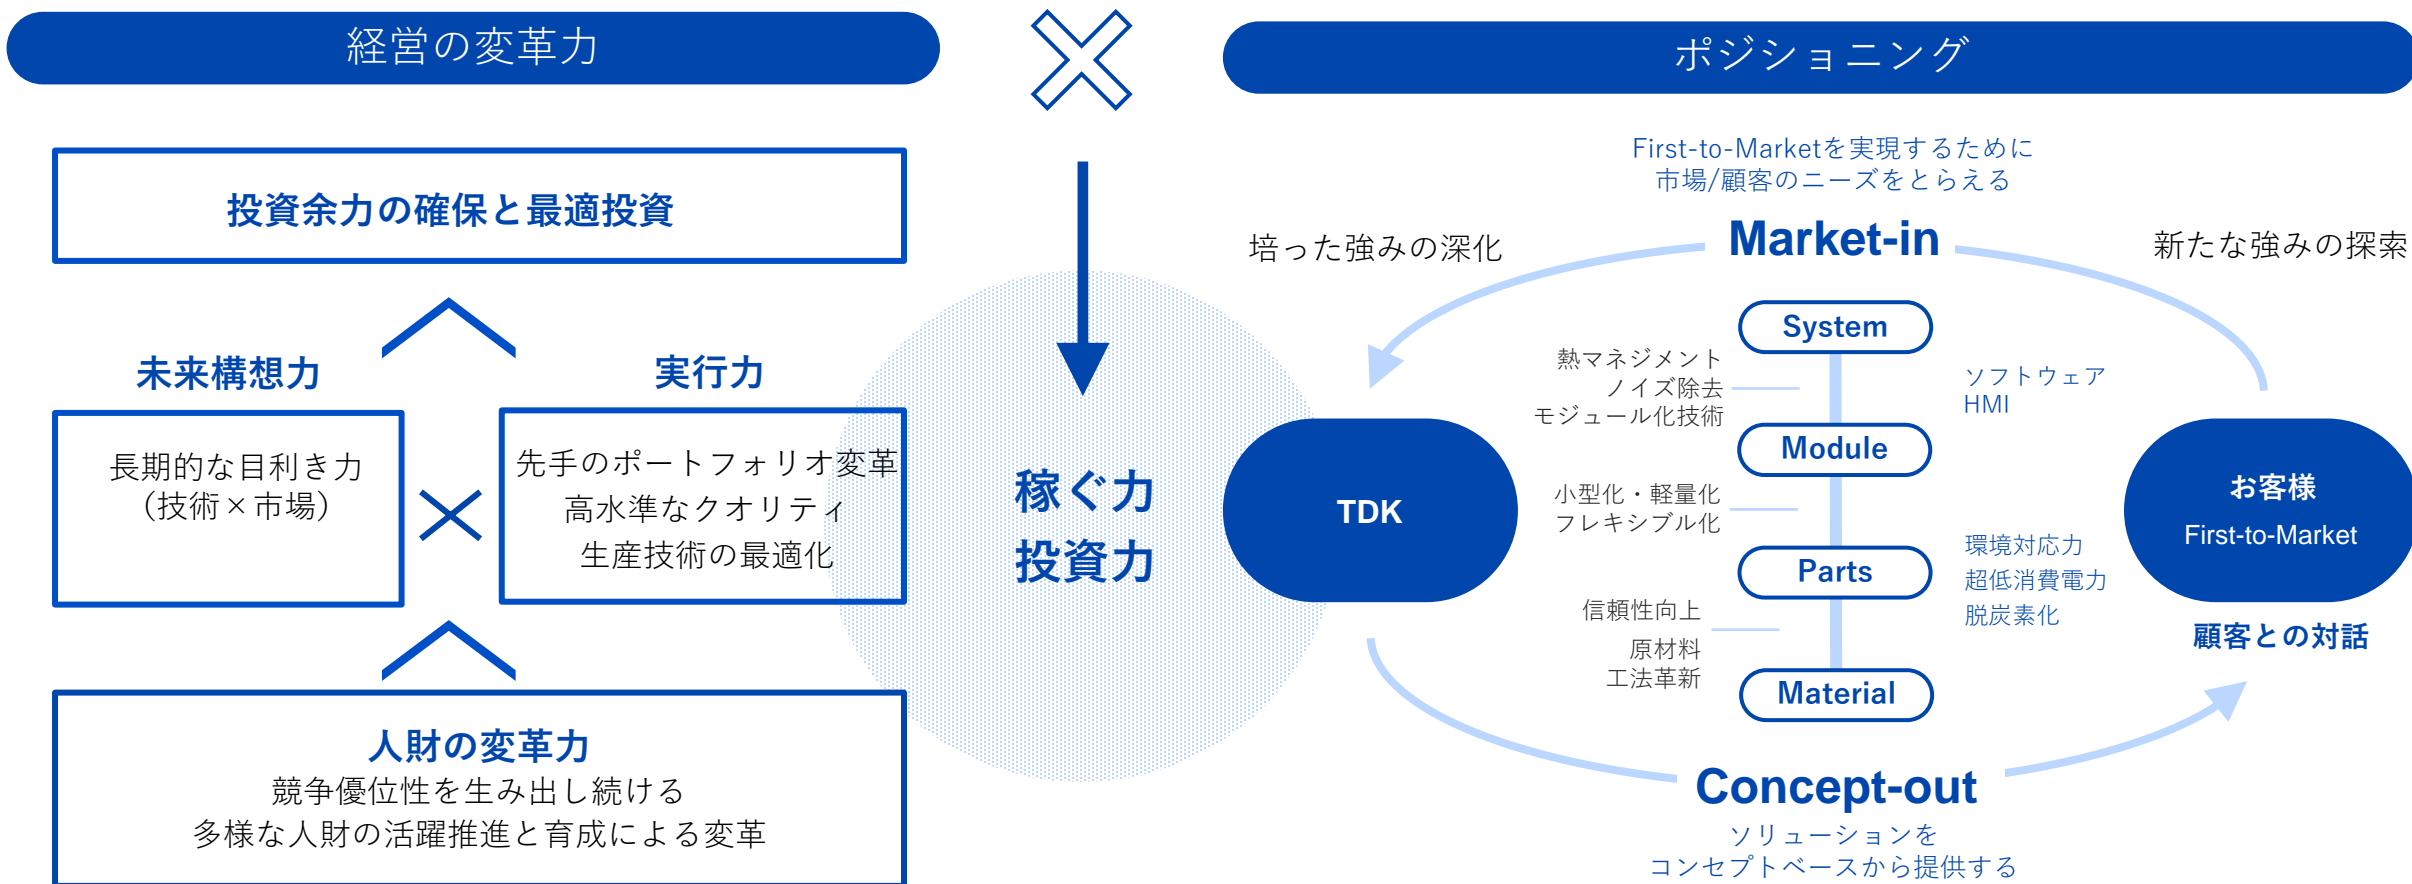 経営の変革力
投資余力の確保と最適投資
未来構想力
実行力
長期的な目利き力
(技術×市場)
先手のポートフォリオ変革
高水準なクオリティ
生産技術の最適化
人財の変革力
競争優位性を生み出し続ける
多様な人財の活躍推進と育成による変革
稼ぐ力
投資力
ポジショニング
First-to-Marketを実現するために
市場/顧客のニーズをとらえる
Market-in
培った強みの深化
新たな強みの探索
System
熱マネジメント
ノイズ除去
モジュール化技術
ソフトウェア
HMI
Module
小型化・軽量化
フレキシブル化
TDK
お客様
First-to-Market
Parts
環境対応力
超低消費電力
脱炭素化
信頼性向上
原材料
工法革新
顧客との対話
Material
Concept-out
ソリューションを
コンセプトベースから提供する